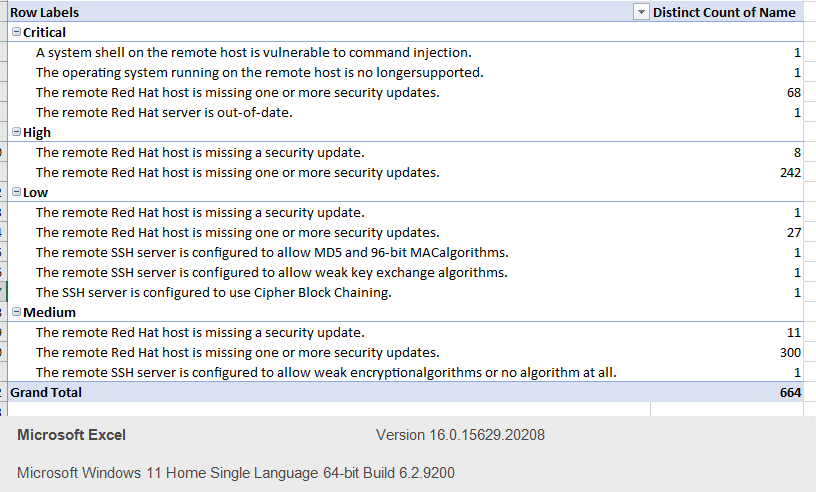 Row Labels Distinct Count of Name
Critical
A system shell on the remote host is vulnerable to command injection. 1
The operating system running on the remote host is no longersupported. 1
The remote Red Hat host is missing one or more security updates. 68
The remote Red Hat server is out-of-date. 1
High
The remote Red Hat host is missing a security update. 8
The remote Red Hat host is missing one or more security updates. 242
Low
The remote Red Hat host is missing a security update. 1
The remote Red Hat host is missing one or more security updates. 27
The remote SSH server is configured to allow MD5 and 96-bit MACalgorithms. 1
The remote SSH server is configured to allow weak key exchange algorithms. 1
The SSH server is configured to use Cipher Block Chaining. 1
Medium
The remote Red Hat host is missing a security update. 11
The remote Red Hat host is missing one or more security updates. 300
The remote SSH server is configured to allow weak encryptionalgorithms or no algorithm at all. 1
Grand Total 664
Microsoft Excel Version 16.0.15629.20208
Microsoft Windows 11 Home Single Language 64-bit Build 6.2.9200